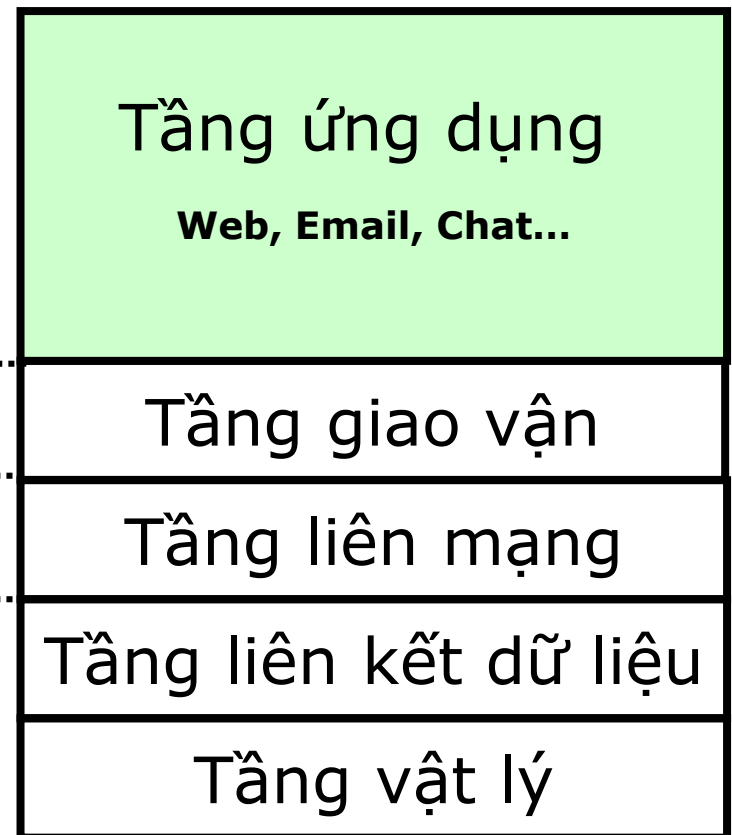 Tầng ứng dụng
Web, Email, Chat...
Tầng giao vận
Tầng liên mạng
Tầng liên kết dữ liệu
Tầng vật lý